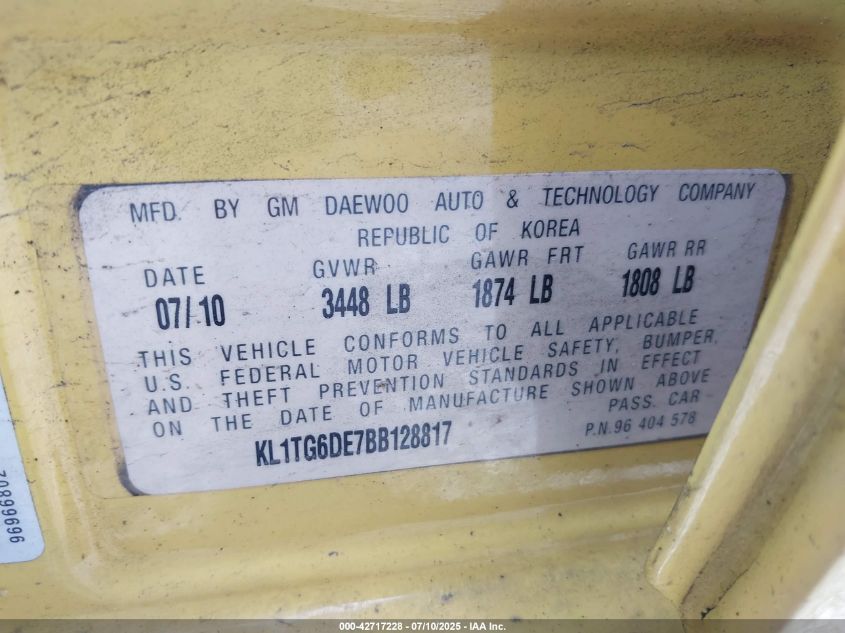 MFD. BY GM DAEWOO AUTO & TECHNOLOGY COMPANY
REPUBLIC OF KOREA
DATE GVWR GAWR FRT GAWR RR
07/10 3448 LB 1874 LB 1808 LB
THIS VEHICLE CONFORMS TO ALL APPLICABLE
U.S. FEDERAL MOTOR VEHICLE SAFETY, BUMPER,
AND THEFT PREVENTION STANDARDS IN EFFECT
ON THE DATE OF MANUFACTURE SHOWN ABOVE
PASS. CAR
KL1TG6DE7BB128817 P.N.96 404 578
96966802
000-42717228 - 07/10/2025 - IAA Inc.